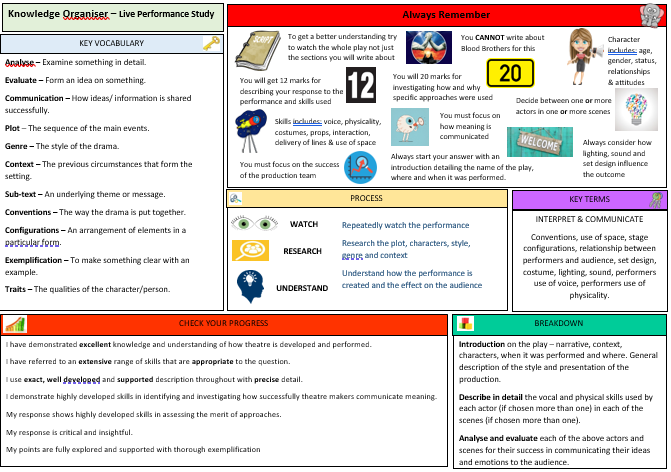 Knowledge Organiser – Live Performance Study
KEY VOCABULARY
Analyse – Examine something in detail.
Evaluate – Form an idea on something.
Communication – How ideas/ information is shared
successfully.
Plot – The sequence of the main events.
Genre – The style of the drama.
Context – The previous circumstances that form the
setting.
Sub-text – An underlying theme or message.
Conventions – The way the drama is put together.
Configurations – An arrangement of elements in a
particular form.
Exemplification – To make something clear with an
example.
Traits – The qualities of the character/person.
Always Remember
Script
To get a better understanding try
to watch the whole play not just
the sections you will write about
You CANNOT write about
Blood Brothers for this
Character
includes: age,
gender, status,
relationships
& attitudes
You will get 12 marks for
describing your response to the
performance and skills used
12
You will 20 marks for
investigating how and why
specific approaches were used
20
Decide between one or more
actors in one or more scenes
Skills includes: voice, physicality,
costumes, props, interaction,
delivery of lines & use of space
You must focus on
how meaning is
communicated
WELCOME
Always consider how
lighting, sound and
set design influence
the outcome
You must focus on the success
of the production team
Always start your answer with an
introduction detailing the name of the play,
where and when it was performed.
PROCESS
WATCH
Repeatedly watch the performance
RESEARCH
Research the plot, characters, style,
genre and context
UNDERSTAND
Understand how the performance is
created and the effect on the audience
KEY TERMS
INTERPRET & COMMUNICATE
Conventions, use of space, stage
configurations, relationship between
performers and audience, set design,
costume, lighting, sound, performers
use of voice, performers use of
physicality.
CHECK YOUR PROGRESS
I have demonstrated excellent knowledge and understanding of how theatre is developed and performed.
I have referred to an extensive range of skills that are appropriate to the question.
I use exact, well developed and supported description throughout with precise detail.
I demonstrate highly developed skills in identifying and investigating how successfully theatre makers communicate meaning.
My response shows highly developed skills in assessing the merit of approaches.
My response is critical and insightful.
My points are fully explored and supported with thorough exemplification
BREAKDOWN
Introduction on the play – narrative, context,
characters, when it was performed and where. General
description of the style and presentation of the
production.
Describe in detail the vocal and physical skills used by
each actor (if chosen more than one) in each of the
scenes (if chosen more than one).
Analyse and evaluate each of the above actors and
scenes for their success in communicating their ideas
and emotions to the audience.